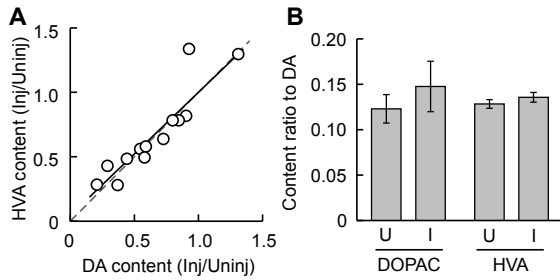 A
HVA content (Inj/Uninj)
1.5
1.0
0.5
0
0
0.5
1.0
1.5
DA content (Inj/Uninj)
B
Content ratio to DA
0.20
0.15
0.10
0.05
0
U
I
U
I
DOPAC
HVA